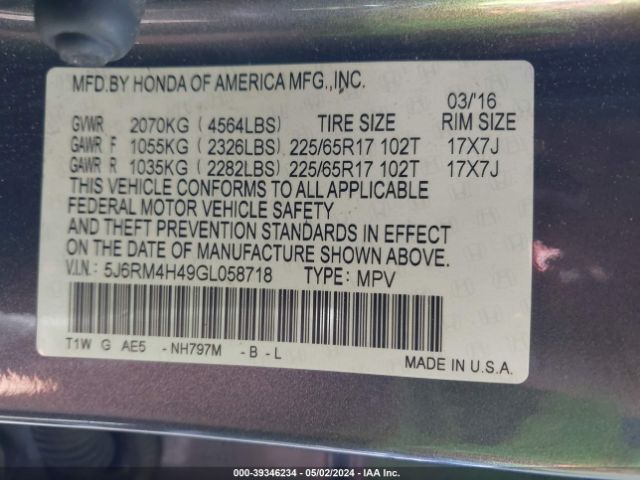 MFD.BY HONDA OF AMERICA MFG.,INC.
03/'16
GVWR 2070KG ( 4564LBS) TIRE SIZE RIM SIZE
GAWR F 1055KG ( 2326LBS) 225/65R17 102T 17X7J
GAWR R 1035KG ( 2282LBS) 225/65R17 102T 17X7J
THIS VEHICLE CONFORMS TO ALL APPLICABLE
FEDERAL MOTOR VEHICLE SAFETY
AND THEFT PREVENTION STANDARDS IN EFFECT
ON THE DATE OF MANUFACTURE SHOWN ABOVE.
V.I.N.: 5J6RM4H49GL058718 TYPE: MPV
T1W G AE5 - NH797M - B - L
MADE IN U.S.A.
000-39346234 - 05/02/2024 - IAA Inc.